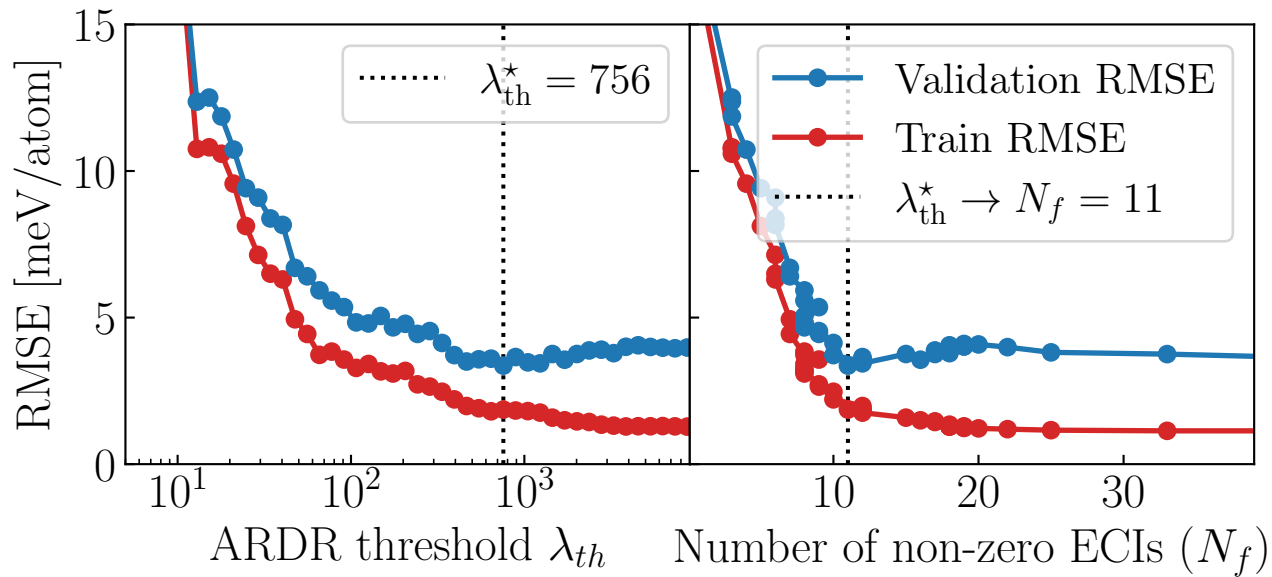 RMSE [meV/atom]
15
10
5
0
λ⋆th = 756
10¹ 10² 10³
ARDR threshold λth
Validation RMSE
Train RMSE
λ⋆th → Nf = 11
10 20 30
Number of non-zero ECIs (Nf)